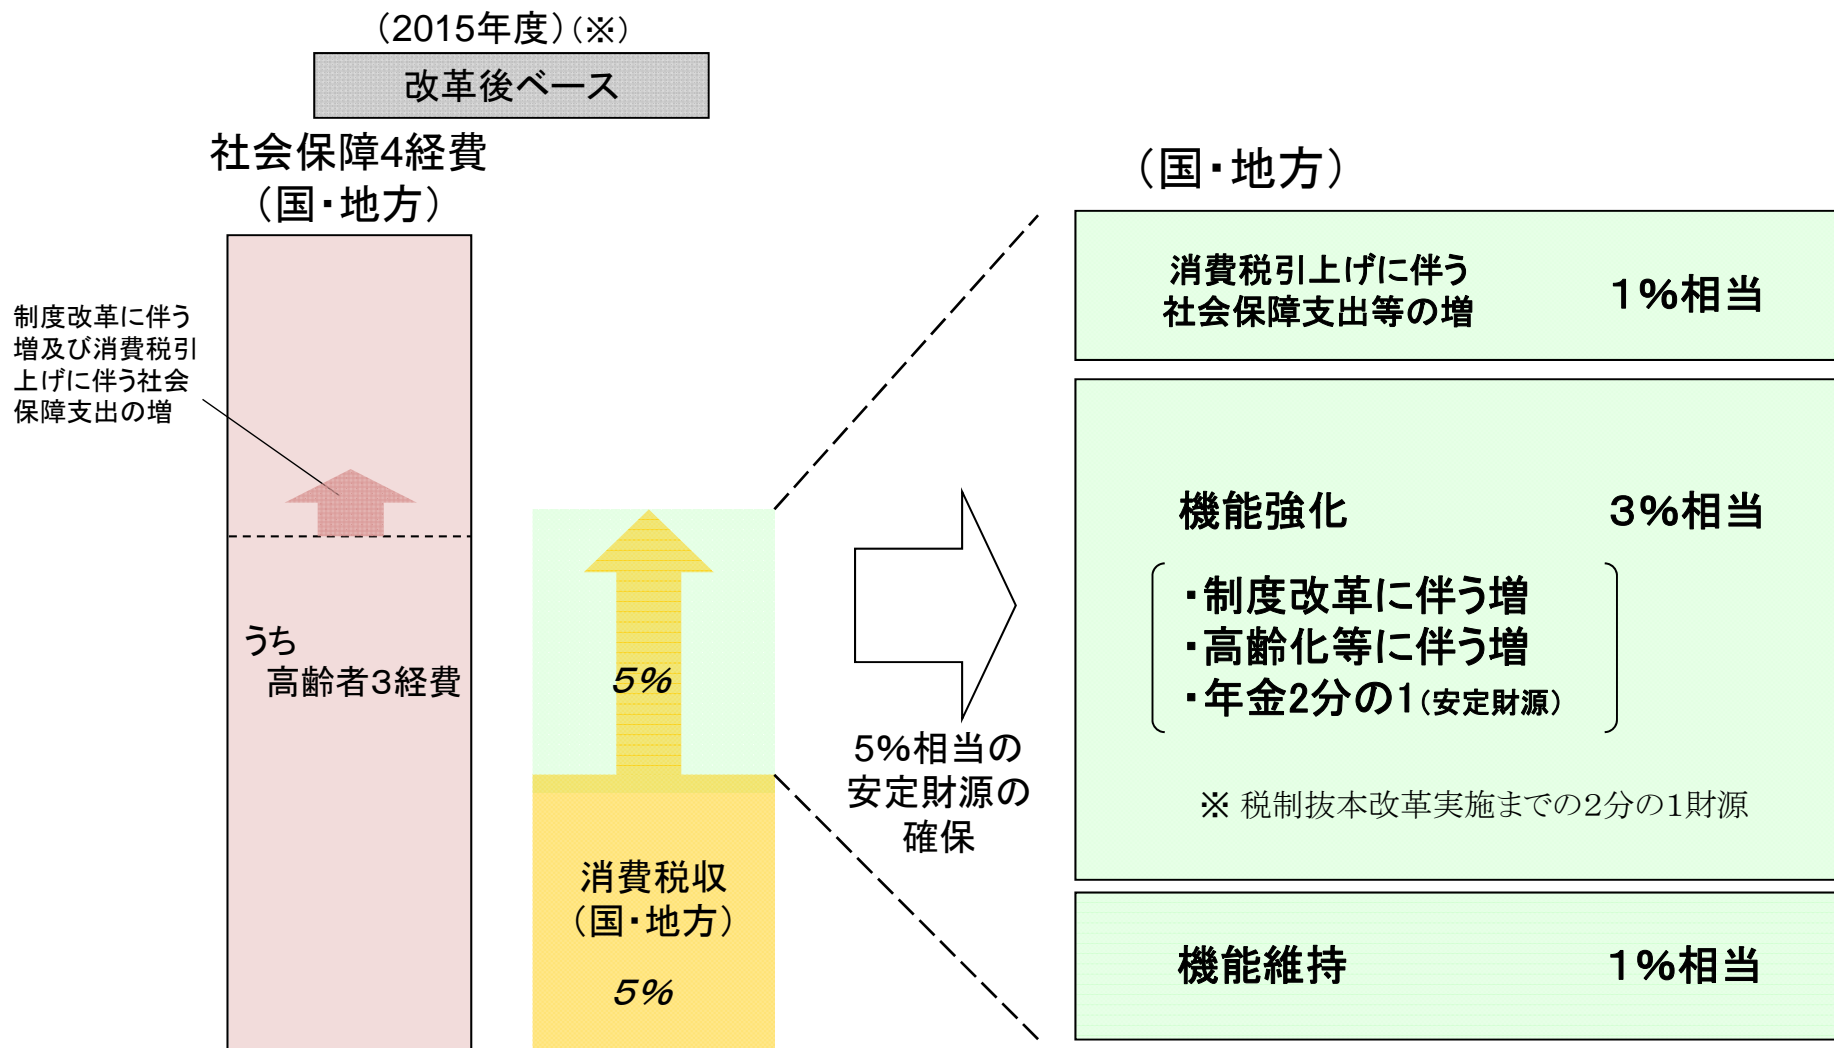 （2015年度）（※）
改革後ベース
社会保障4経費
（国・地方）
制度改革に伴う
増及び消費税引
上げに伴う社会
保障支出の増
うち
高齢者3経費
5%
消費税収
（国・地方）
5%
5%相当の
安定財源の
確保
（国・地方）
消費税引上げに伴う
社会保障支出等の増
1%相当
機能強化 3%相当
・制度改革に伴う増
・高齢化等に伴う増
・年金2分の1（安定財源）
※ 税制抜本改革実施までの2分の1財源
機能維持 1%相当